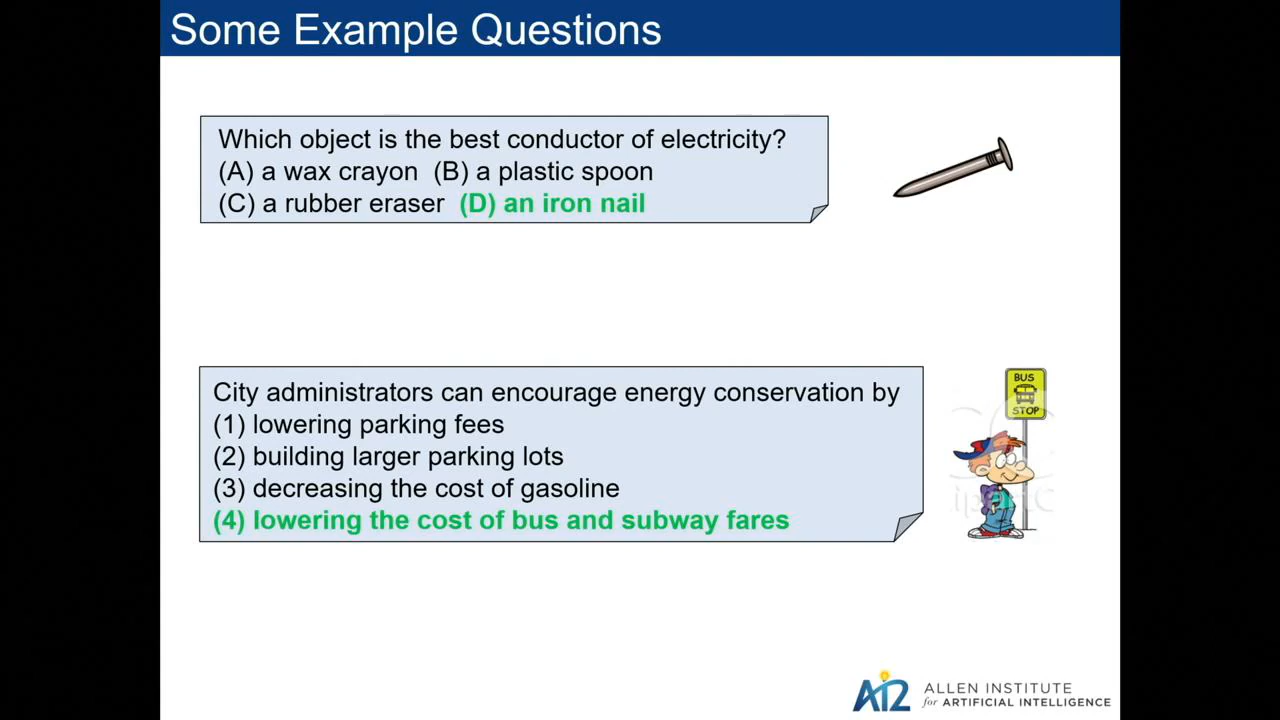 Some Example Questions
Which object is the best conductor of electricity?
(A) a wax crayon (B) a plastic spoon
(C) a rubber eraser (D) an iron nail
City administrators can encourage energy conservation by
(1) lowering parking fees
(2) building larger parking lots
(3) decreasing the cost of gasoline
(4) lowering the cost of bus and subway fares
BUS
STOP
AI2
ALLEN INSTITUTE
for ARTIFICIAL INTELLIGENCE